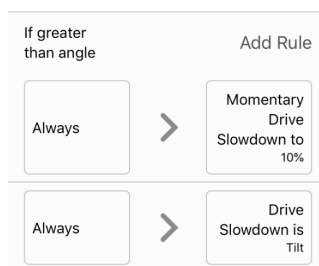 If greater
than angle
Add Rule
Always
Momentary
Drive
Slowdown to
10%
Always
Drive
Slowdown is
Tilt